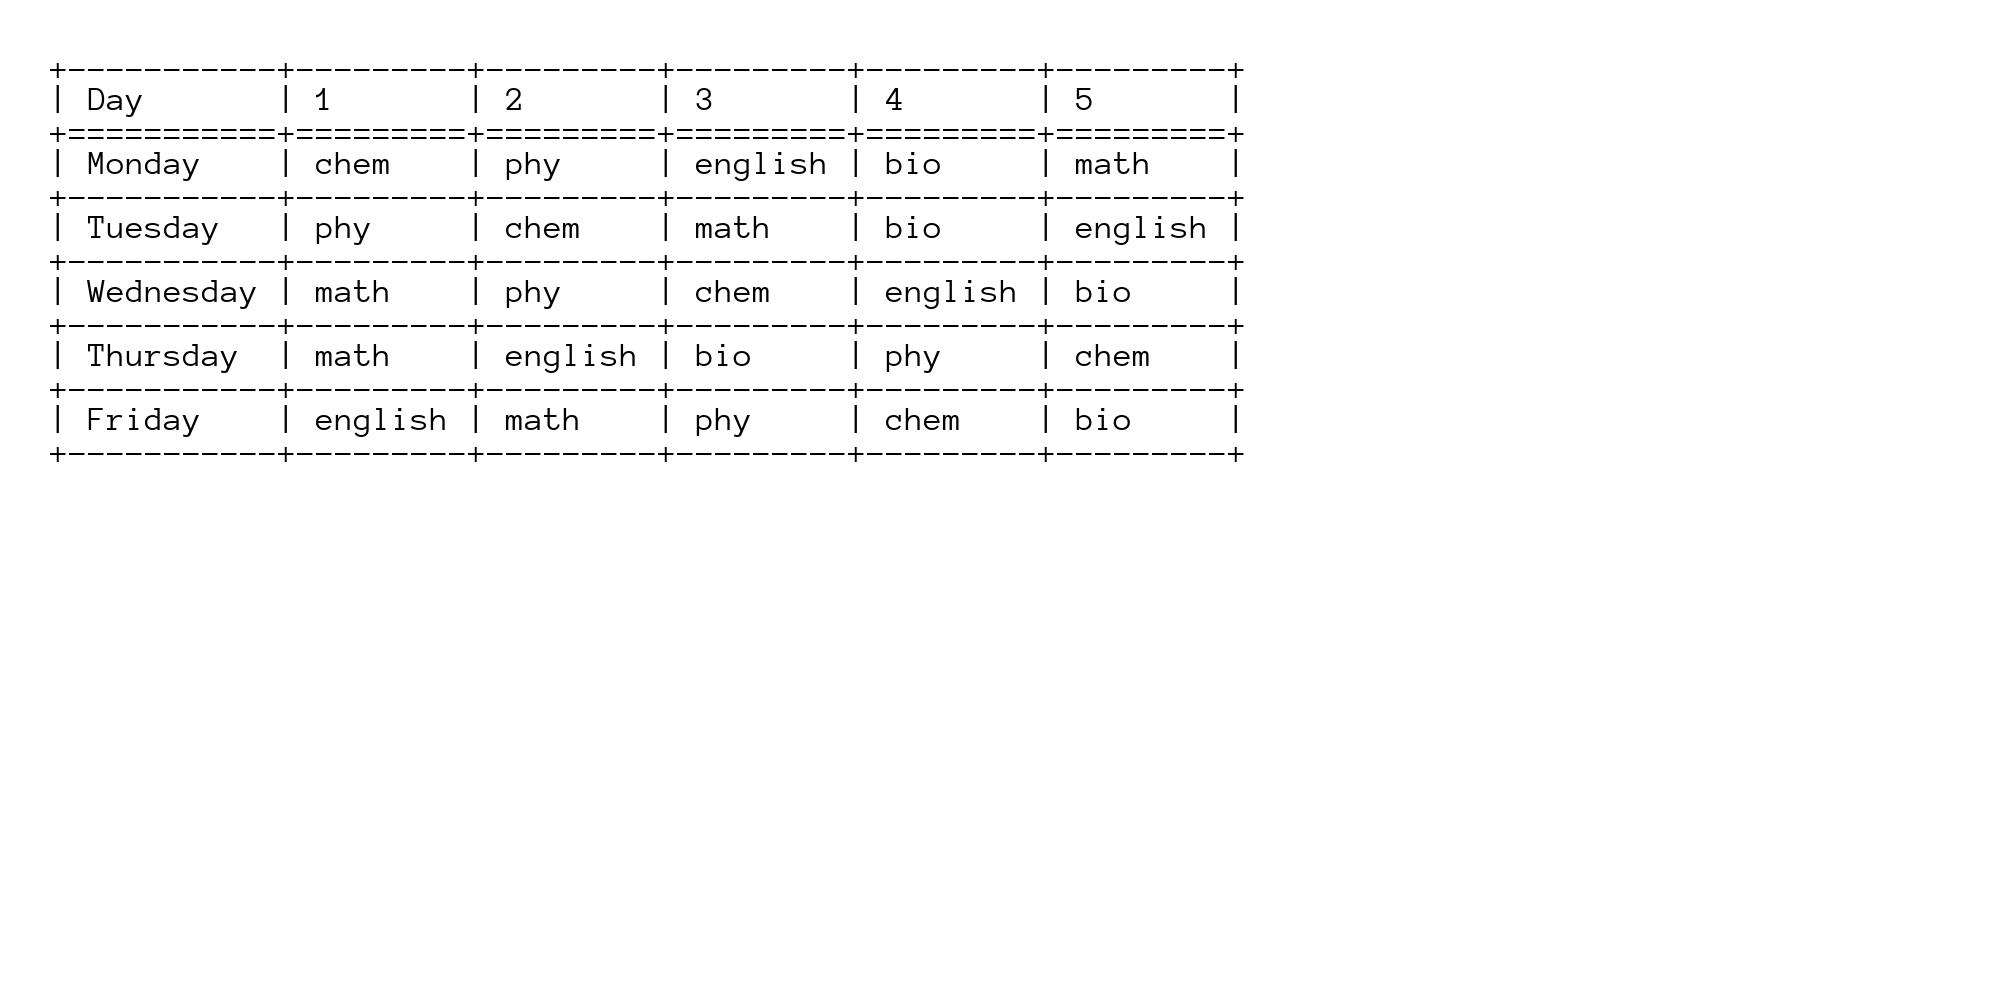 +-----------+---------+---------+---------+---------+---------+
| Day       | 1       | 2       | 3       | 4       | 5       |
+===========+=========+=========+=========+=========+=========+
| Monday    | chem    | phy     | english | bio     | math    |
+-----------+---------+---------+---------+---------+---------+
| Tuesday   | phy     | chem    | math    | bio     | english |
+-----------+---------+---------+---------+---------+---------+
| Wednesday | math    | phy     | chem    | english | bio     |
+-----------+---------+---------+---------+---------+---------+
| Thursday  | math    | english | bio     | phy     | chem    |
+-----------+---------+---------+---------+---------+---------+
| Friday    | english | math    | phy     | chem    | bio     |
+-----------+---------+---------+---------+---------+---------+